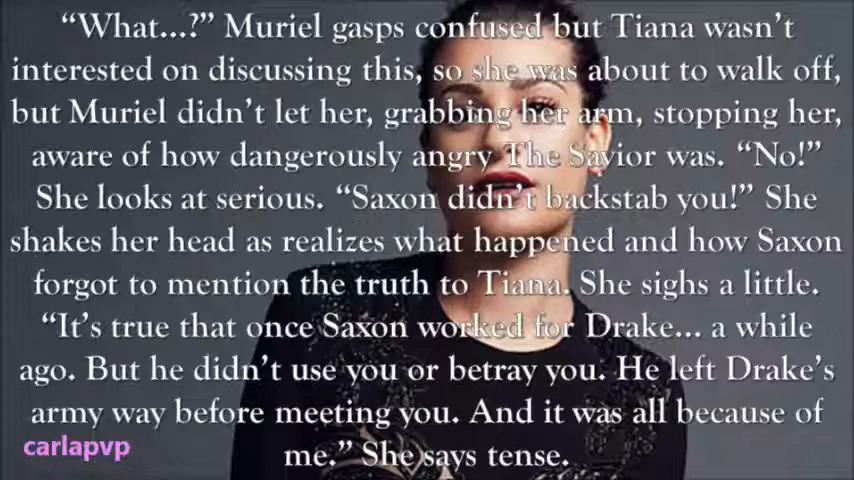 “What...?” Muriel gasps confused but Tiana wasn’t
interested on discussing this, so she was about to walk off,
but Muriel didn’t let her, grabbing her arm, stopping her,
aware of how dangerously angry The Savior was. “No!”
She looks at serious. “Saxon didn’t backstab you!” She
shakes her head as realizes what happened and how Saxon
forgot to mention the truth to Tiana. She sighs a little.
“It’s true that once Saxon worked for Drake... a while
ago. But he didn’t use you or betray you. He left Drake’s
army way before meeting you. And it was all because of
me.” She says tense.
carlapvp